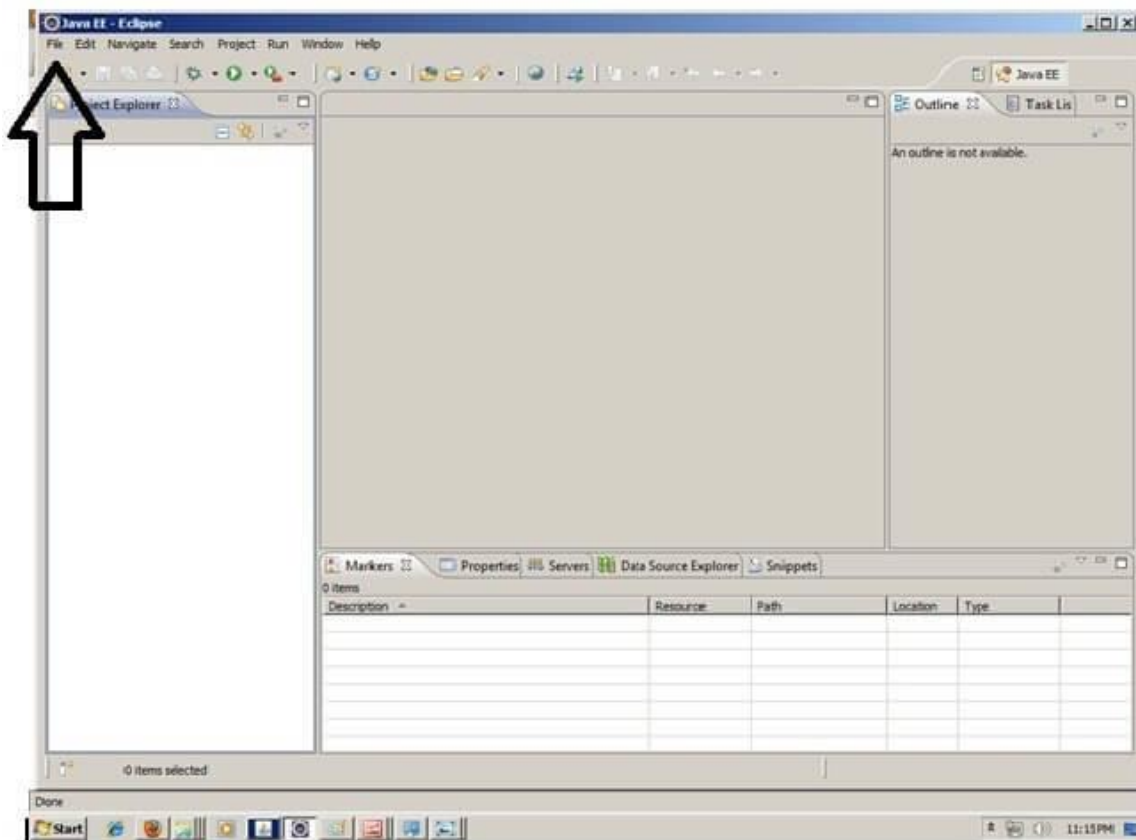 Java EE - Eclipse
File Edit Navigate Search Project Run Window Help
Java EE
Project Explorer
Outline Task Lis
An outline is not available.
Markers Properties Servers Data Source Explorer Snippets
0 items
Description Resource Path Location Type
0 items selected
Done
Start 11:15PM